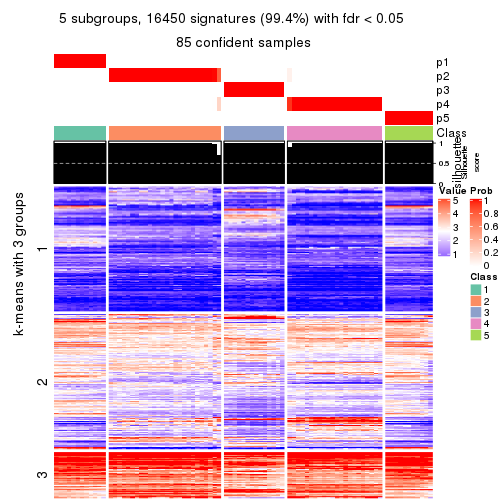 5 subgroups, 16450 signatures (99.4%) with fdr < 0.05
85 confident samples
p1
p2
p3
p4
p5
Class
1
0.5
0
silhouette
Silhouette
score
k-means with 3 groups
1
2
3
Value
5
4
3
2
1
Prob
1
0.8
0.6
0.4
0.2
0
Class
1
2
3
4
5